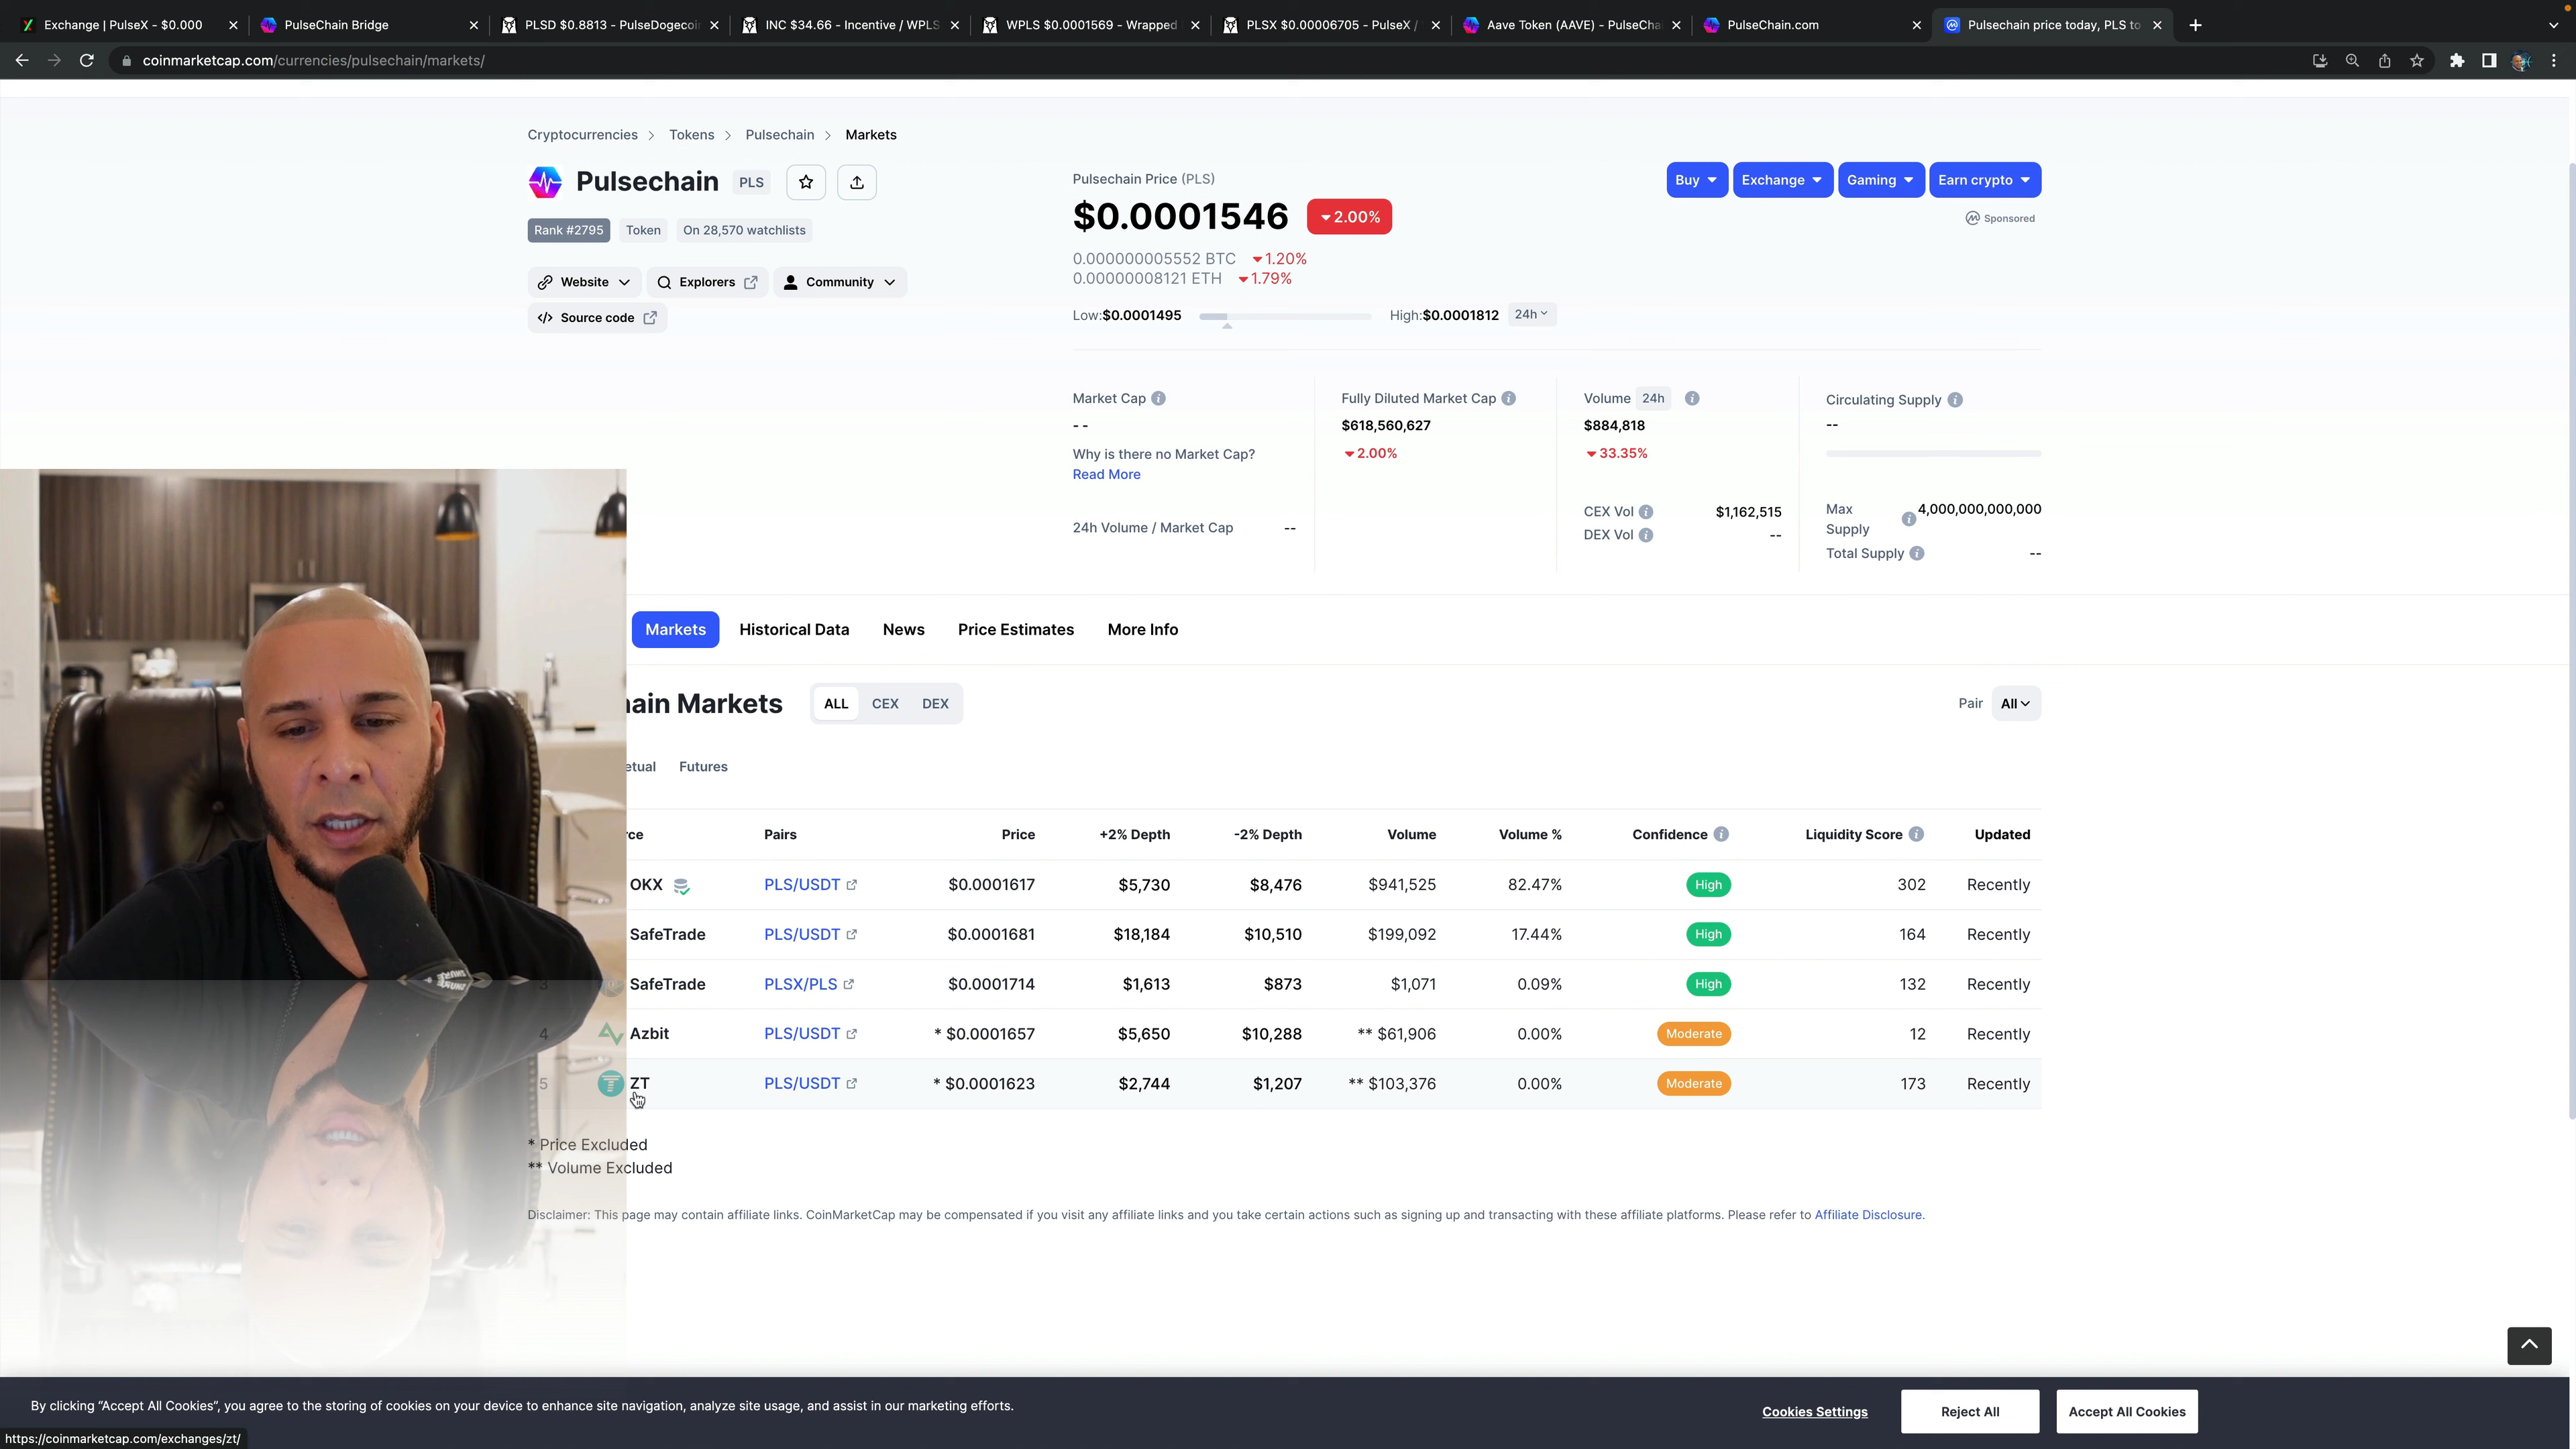 Exchange | PulseX - $0.000
PulseChain Bridge
PLSD $0.8813 - PulseDogecoi
INC $34.66 - Incentive / WPLS
WPLS $0.0001569 - Wrapped
PLSX $0.00006705 - PulseX /
Aave Token (AAVE) - PulseCha
PulseChain.com
Pulsechain price today, PLS to
coinmarketcap.com/currencies/pulsechain/markets/
Cryptocurrencies > Tokens > Pulsechain > Markets
Pulsechain PLS
Rank #2795 Token On 28,570 watchlists
Website Explorers Community
Source code
Pulsechain Price (PLS)
$0.0001546 2.00%
0.000000005552 BTC 1.20%
0.00000008121 ETH 1.79%
Low:$0.0001495 High:$0.0001812 24h
Buy Exchange Gaming Earn crypto
Sponsored
Market Cap
- -
Why is there no Market Cap?
Read More
24h Volume / Market Cap --
Fully Diluted Market Cap
$618,560,627
2.00%
Volume 24h
$884,818
33.35%
CEX Vol $1,162,515
DEX Vol --
Circulating Supply
--
Max Supply 4,000,000,000,000
Total Supply --
Markets Historical Data News Price Estimates More Info
ain Markets ALL CEX DEX Pair All
etual Futures
rce Pairs Price +2% Depth -2% Depth Volume Volume % Confidence Liquidity Score Updated
OKX PLS/USDT $0.0001617 $5,730 $8,476 $941,525 82.47% High 302 Recently
SafeTrade PLS/USDT $0.0001681 $18,184 $10,510 $199,092 17.44% High 164 Recently
3 SafeTrade PLSX/PLS $0.0001714 $1,613 $873 $1,071 0.09% High 132 Recently
4 Azbit PLS/USDT * $0.0001657 $5,650 $10,288 ** $61,906 0.00% Moderate 12 Recently
5 ZT PLS/USDT * $0.0001623 $2,744 $1,207 ** $103,376 0.00% Moderate 173 Recently
* Price Excluded
** Volume Excluded
Disclaimer: This page may contain affiliate links. CoinMarketCap may be compensated if you visit any affiliate links and you take certain actions such as signing up and transacting with these affiliate platforms. Please refer to Affiliate Disclosure.
By clicking “Accept All Cookies”, you agree to the storing of cookies on your device to enhance site navigation, analyze site usage, and assist in our marketing efforts.
Cookies Settings Reject All Accept All Cookies
https://coinmarketcap.com/exchanges/zt/